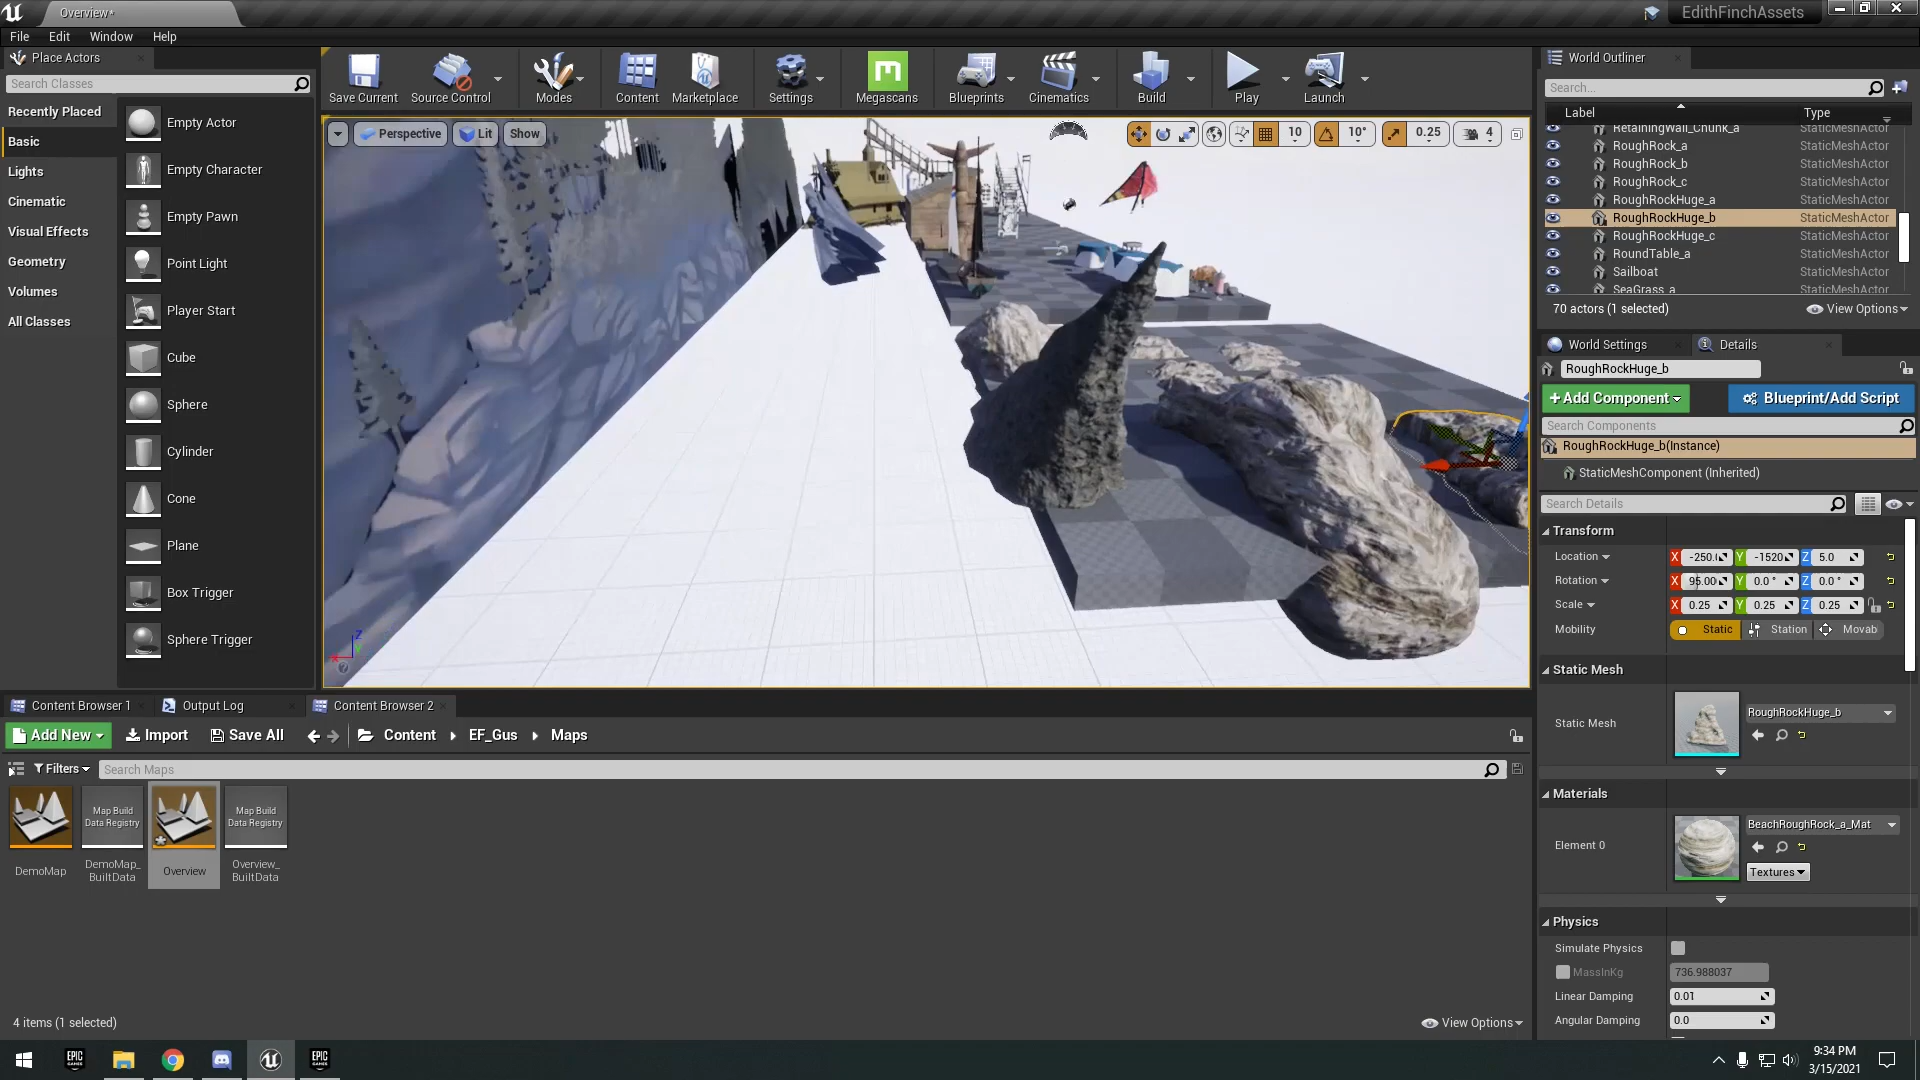 Overview*
EdithFinchAssets
File Edit Window Help
Place Actors
Search Classes
Recently Placed
Basic
Lights
Cinematic
Visual Effects
Geometry
Volumes
All Classes
Empty Actor
Empty Character
Empty Pawn
Point Light
Player Start
Cube
Sphere
Cylinder
Cone
Plane
Box Trigger
Sphere Trigger
Save Current Source Control Modes Content Marketplace Settings Megascans Blueprints Cinematics Build Play Launch
Perspective Lit Show 10 10° 0.25 4
World Outliner
Search...
Label Type
RetainingWall_Chunk_a StaticMeshActor
RoughRock_a StaticMeshActor
RoughRock_b StaticMeshActor
RoughRock_c StaticMeshActor
RoughRockHuge_a StaticMeshActor
RoughRockHuge_b StaticMeshActor
RoughRockHuge_c StaticMeshActor
RoundTable_a StaticMeshActor
Sailboat StaticMeshActor
SeaGrass_a StaticMeshActor
70 actors (1 selected) View Options
World Settings Details
RoughRockHuge_b
+Add Component Blueprint/Add Script
Search Components
RoughRockHuge_b(Instance)
StaticMeshComponent (Inherited)
Search Details
Transform
Location X -250.( Y -1520 Z 5.0
Rotation X 95.00 Y 0.0 ° Z 0.0 °
Scale X 0.25 Y 0.25 Z 0.25
Mobility Static Station Movab
Static Mesh
Static Mesh RoughRockHuge_b
Materials
Element 0 BeachRoughRock_a_Mat
Textures
Physics
Simulate Physics
MassInKg 736.988037
Linear Damping 0.01
Angular Damping 0.0
Z
X
Content Browser 1 Output Log Content Browser 2
Add New Import Save All Content EF_Gus Maps
Filters Search Maps
Map Build
Data Registry
Map Build
Data Registry
DemoMap
DemoMap_
BuiltData
Overview
Overview_
BuiltData
4 items (1 selected) View Options
EPIC
GAMES
EPIC
GAMES
9:34 PM
3/15/2021